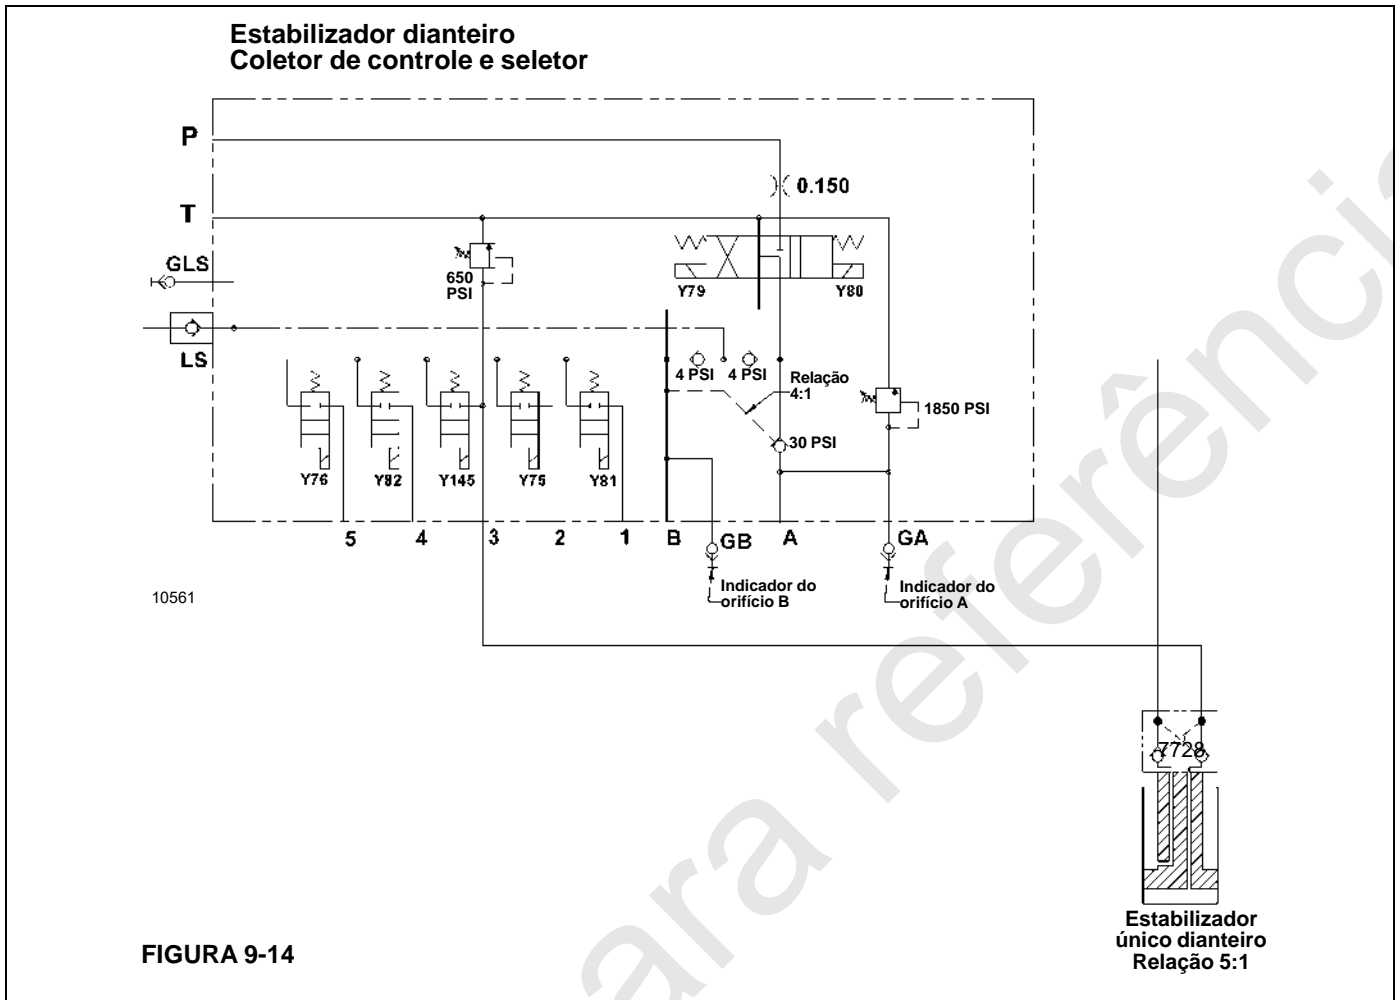 Estabilizador dianteiro
Coletor de controle e seletor
P
0.150
T
GLS
650
PSI
Y79
Y80
LS
4 PSI
4 PSI
Relação
4:1
1850 PSI
30 PSI
Y76
Y82
Y145
Y75
Y81
5
4
3
2
1
B
GB
A
GA
Indicador do
orifício B
Indicador do
orifício A
10561
7728
Estabilizador
único dianteiro
Relação 5:1
FIGURA 9-14
ara referência